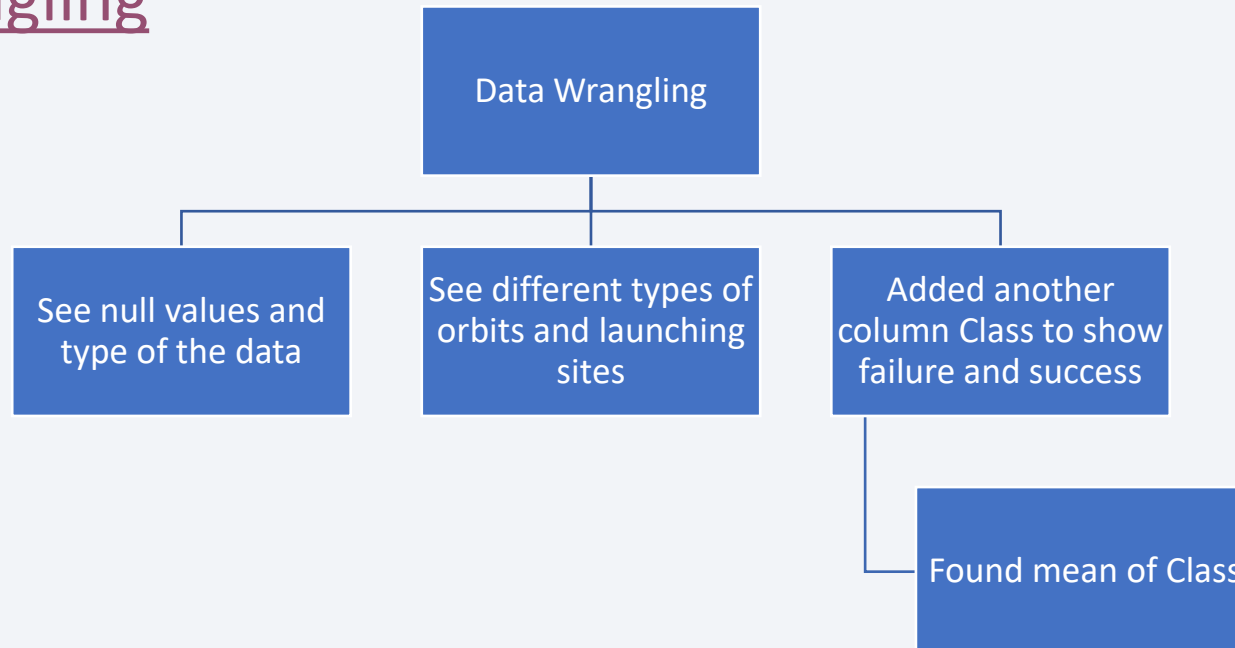 Data Wrangling
See null values and
type of the data
See different types of
orbits and launching
sites
Added another
column Class to show
failure and success
Found mean of Class